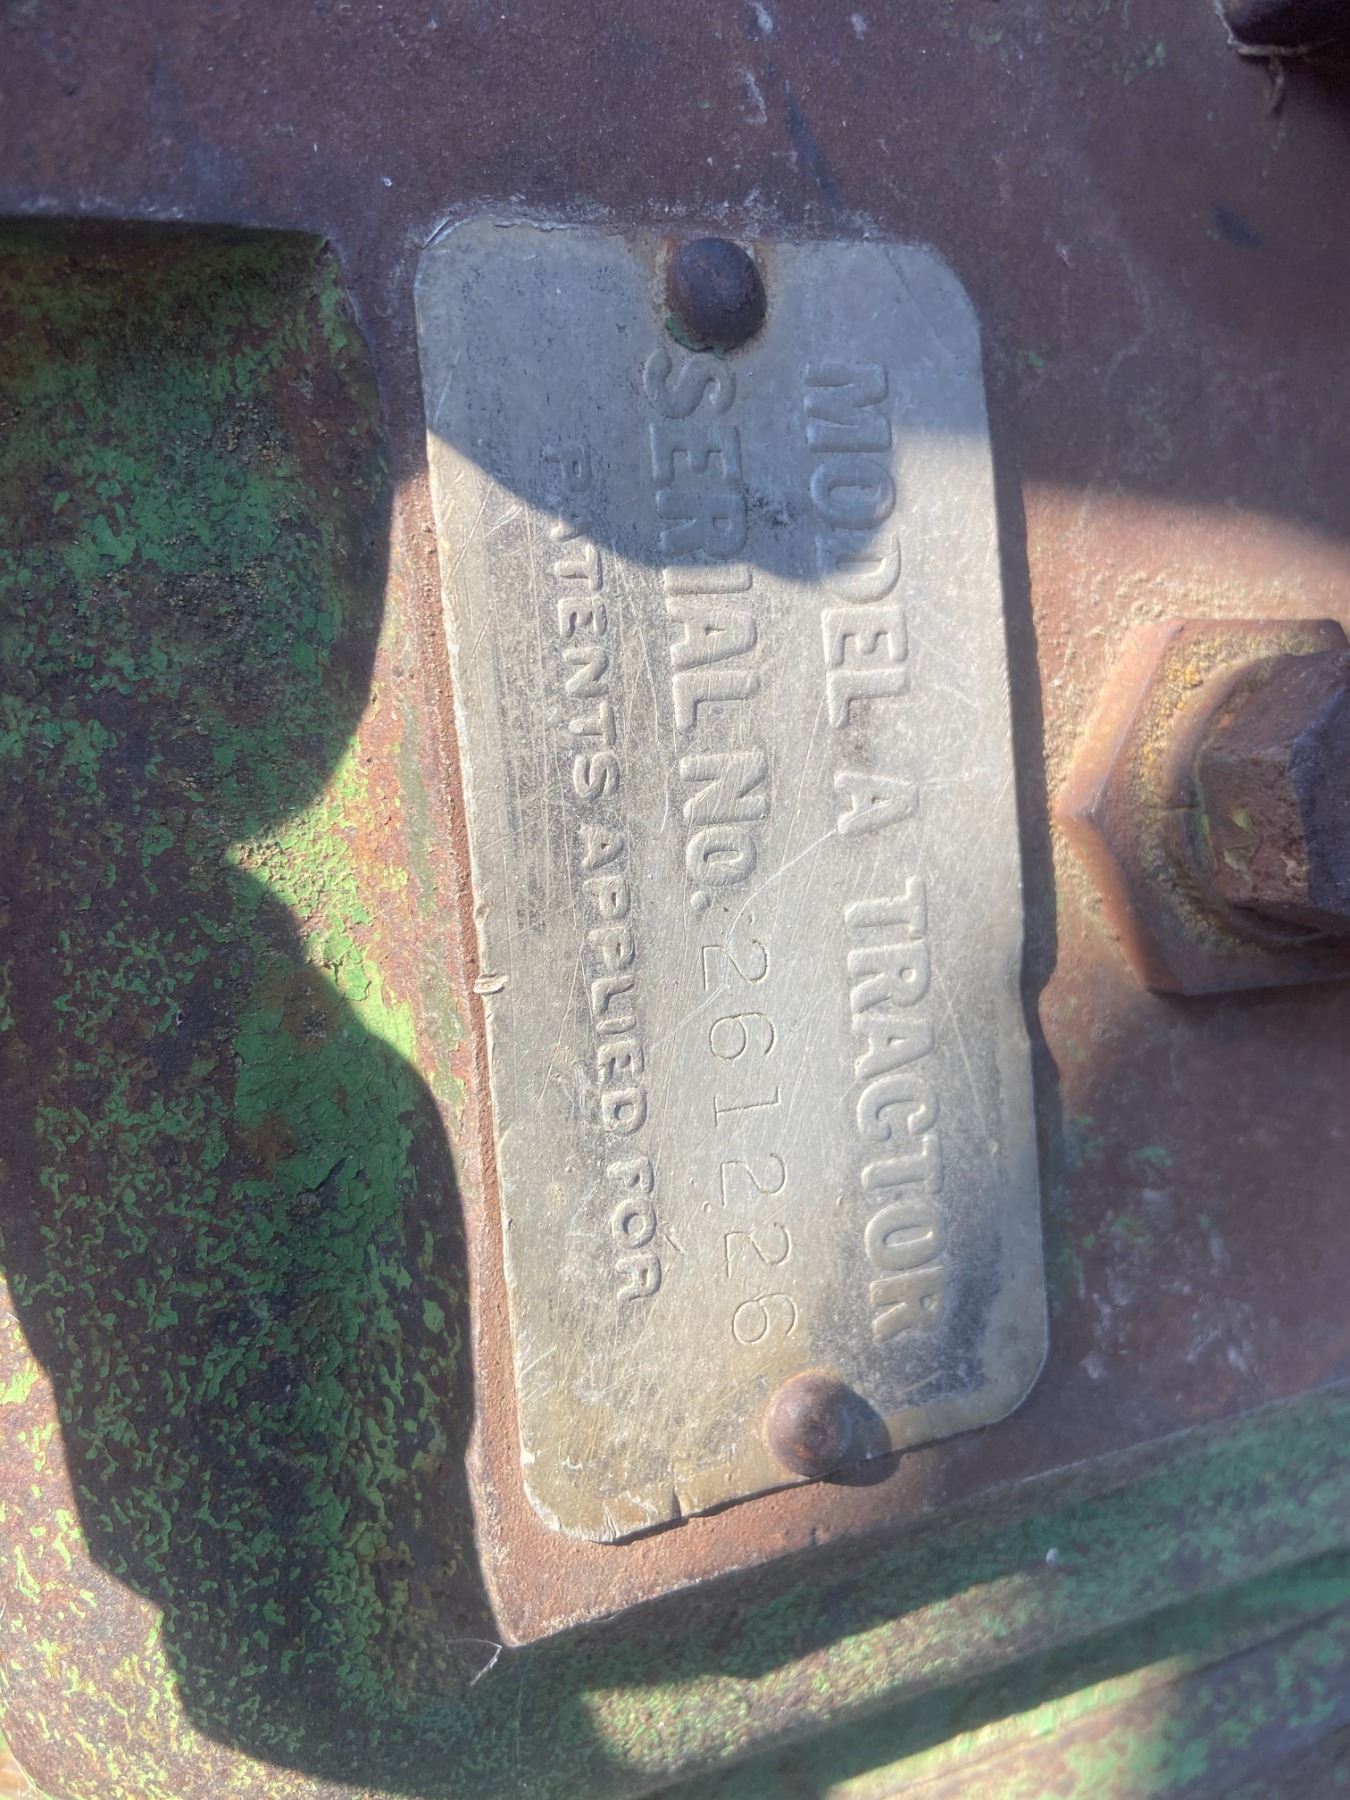 MODEL A TRACTOR
SERIAL NO. 261226
PATENTS APPLIED FOR